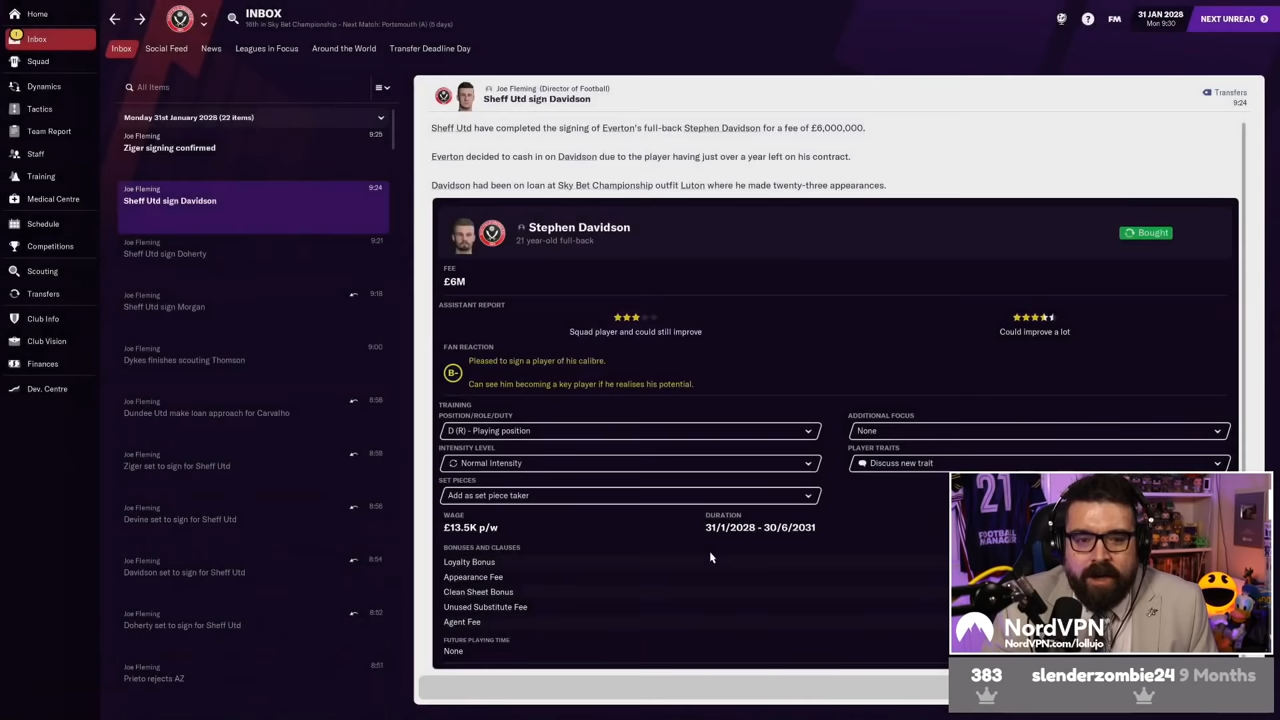 Home
INBOX
16th in Sky Bet Championship - Next Match: Portsmouth (A) (5 days)
FM
31 JAN 2028
Mon 9:30
NEXT UNREAD
Inbox
Squad
Dynamics
Tactics
Team Report
Staff
Training
Medical Centre
Schedule
Competitions
Scouting
Transfers
Club Info
Club Vision
Finances
Dev. Centre
Inbox
Social Feed
News
Leagues in Focus
Around the World
Transfer Deadline Day
All Items
Monday 31st January 2028 (22 items)
Joe Fleming
9:25
Ziger signing confirmed
Joe Fleming
9:24
Sheff Utd sign Davidson
Joe Fleming
9:21
Sheff Utd sign Doherty
Joe Fleming
9:18
Sheff Utd sign Morgan
Joe Fleming
9:00
Dykes finishes scouting Thomson
Joe Fleming
8:58
Dundee Utd make loan approach for Carvalho
Joe Fleming
8:58
Ziger set to sign for Sheff Utd
Joe Fleming
8:56
Devine set to sign for Sheff Utd
Joe Fleming
8:54
Davidson set to sign for Sheff Utd
Joe Fleming
8:52
Doherty set to sign for Sheff Utd
Joe Fleming
8:51
Prieto rejects AZ
Joe Fleming (Director of Football)
Sheff Utd sign Davidson
Transfers
9:24
Sheff Utd have completed the signing of Everton's full-back Stephen Davidson for a fee of £6,000,000.
Everton decided to cash in on Davidson due to the player having just over a year left on his contract.
Davidson had been on loan at Sky Bet Championship outfit Luton where he made twenty-three appearances.
Stephen Davidson
21 year-old full-back
Bought
FEE
£6M
ASSISTANT REPORT
Squad player and could still improve
Could improve a lot
FAN REACTION
B-
Pleased to sign a player of his calibre.
Can see him becoming a key player if he realises his potential.
TRAINING
POSITION/ROLE/DUTY
D (R) - Playing position
ADDITIONAL FOCUS
None
INTENSITY LEVEL
Normal Intensity
PLAYER TRAITS
Discuss new trait
SET PIECES
Add as set piece taker
WAGE
£13.5K p/w
DURATION
31/1/2028 - 30/6/2031
BONUSES AND CLAUSES
Loyalty Bonus
Appearance Fee
Clean Sheet Bonus
Unused Substitute Fee
Agent Fee
FUTURE PLAYING TIME
None
21
FOOTBALL
MANAGER
NordVPN
NordVPN.com/lollujo
383
slenderzombie24 9 Months